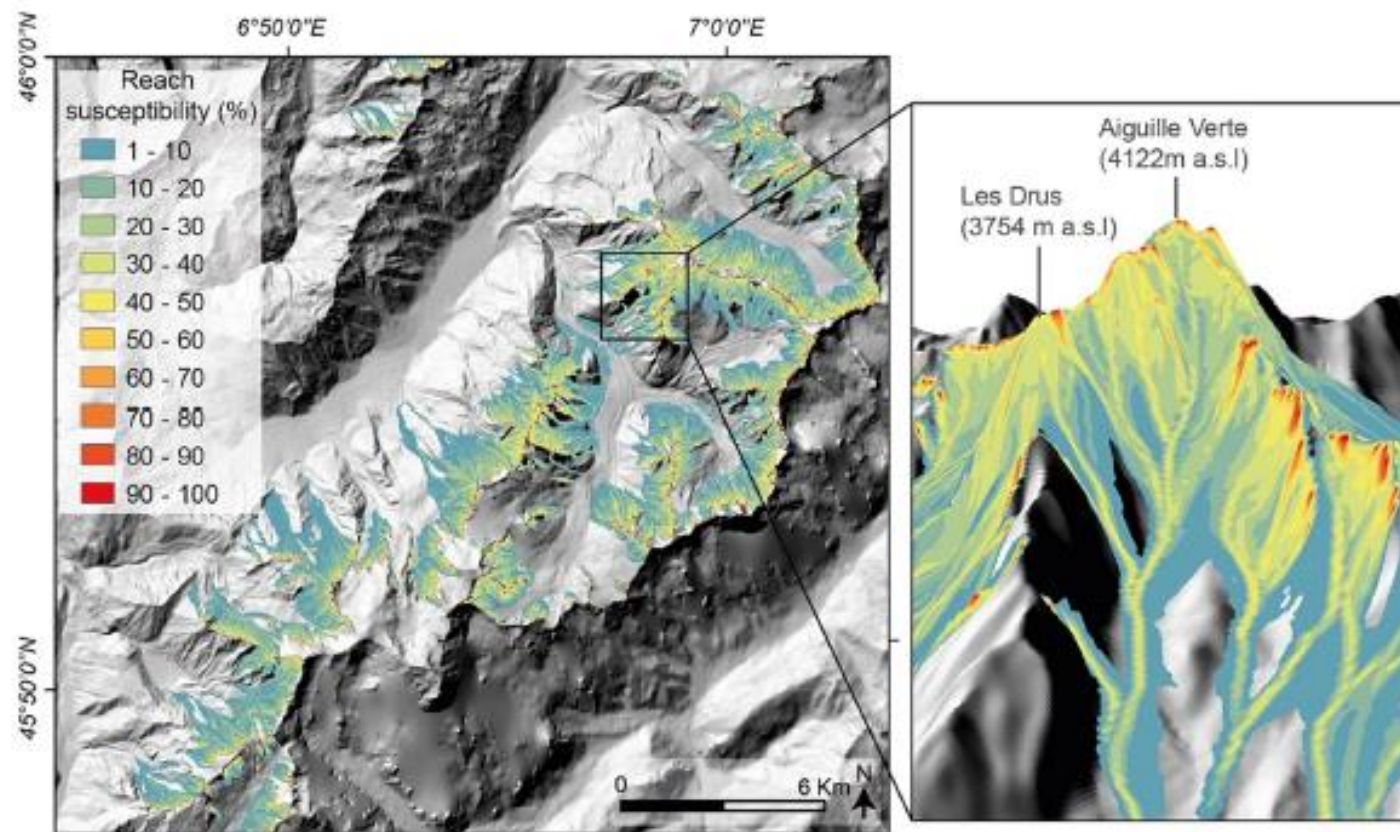 6°50'0"E
7°0'0"E
46°0'0"N
45°50'0"N
Reach
susceptibility (%)
1 - 10
10 - 20
20 - 30
30 - 40
40 - 50
50 - 60
60 - 70
70 - 80
80 - 90
90 - 100
0 6 Km
N
Aiguille Verte
(4122m a.s.l)
Les Drus
(3754 m a.s.l)